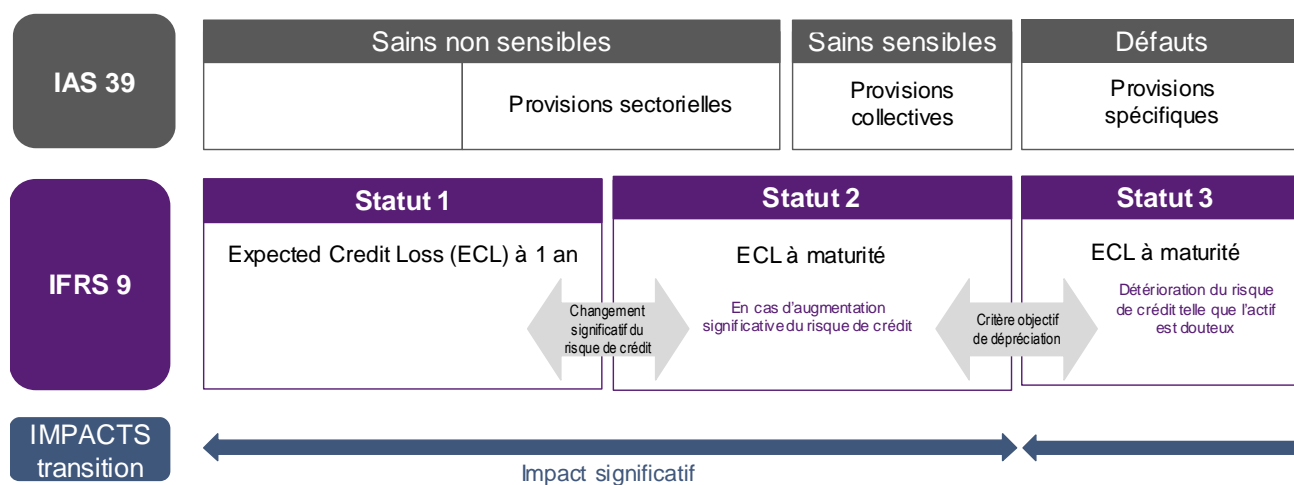 IAS 39
Sains non sensibles
Sains sensibles
Défauts
Provisions sectorielles
Provisions
collectives
Provisions
spécifiques
IFRS 9
Statut 1
Statut 2
Statut 3
Expected Credit Loss (ECL) à 1 an
ECL à maturité
ECL à maturité
Changement
significatif du
risque de crédit
En cas d'augmentation
significative du risque de crédit
Critère objectif
de dépréciation
Détérioration du risque
de crédit telle que l'actif
est douteux
IMPACTS
transition
Impact significatif